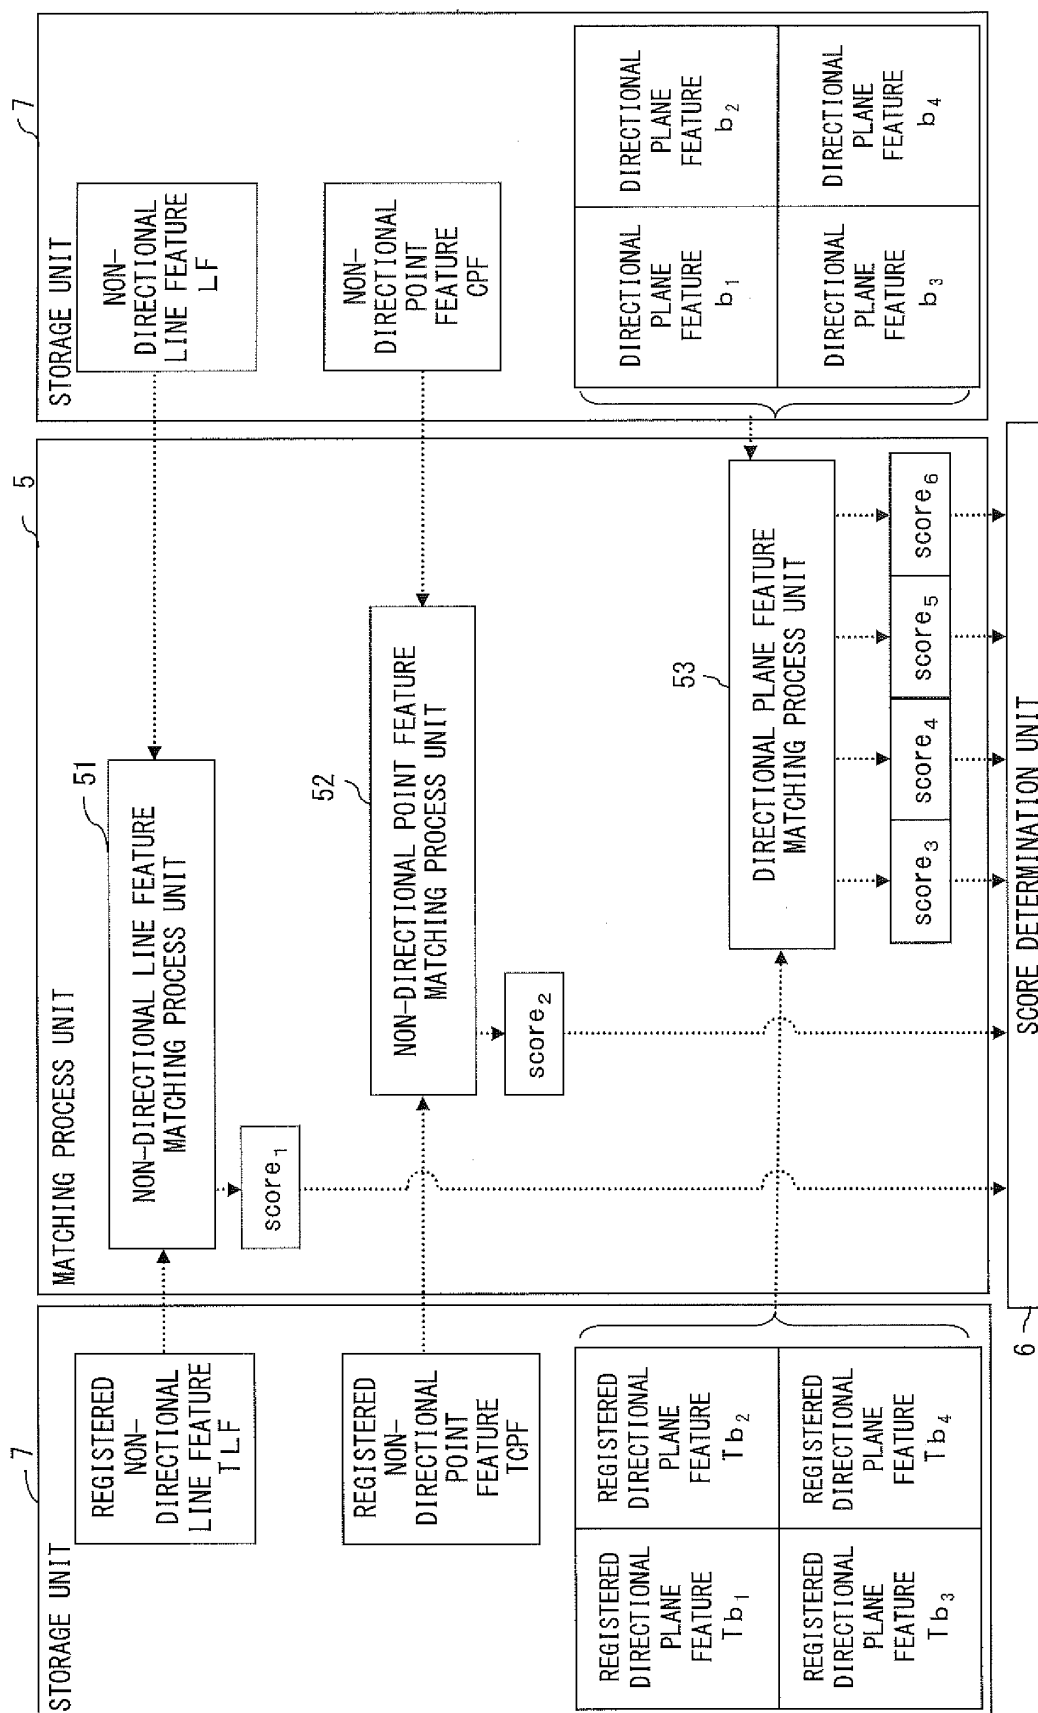 7
STORAGE UNIT
REGISTERED
NON-
DIRECTIONAL
LINE FEATURE
TLF
REGISTERED
NON-
DIRECTIONAL
POINT
FEATURE
TCPF
REGISTERED
DIRECTIONAL
PLANE
FEATURE
Tb1
REGISTERED
DIRECTIONAL
PLANE
FEATURE
Tb2
REGISTERED
DIRECTIONAL
PLANE
FEATURE
Tb3
REGISTERED
DIRECTIONAL
PLANE
FEATURE
Tb4
5
MATCHING PROCESS UNIT
51
NON-DIRECTIONAL LINE FEATURE
MATCHING PROCESS UNIT
score1
52
NON-DIRECTIONAL POINT FEATURE
MATCHING PROCESS UNIT
score2
53
DIRECTIONAL PLANE FEATURE
MATCHING PROCESS UNIT
score3
score4
score5
score6
7
STORAGE UNIT
NON-
DIRECTIONAL
LINE FEATURE
LF
NON-
DIRECTIONAL
POINT
FEATURE
CPF
DIRECTIONAL
PLANE
FEATURE
b1
DIRECTIONAL
PLANE
FEATURE
b2
DIRECTIONAL
PLANE
FEATURE
b3
DIRECTIONAL
PLANE
FEATURE
b4
6
SCORE DETERMINATION UNIT